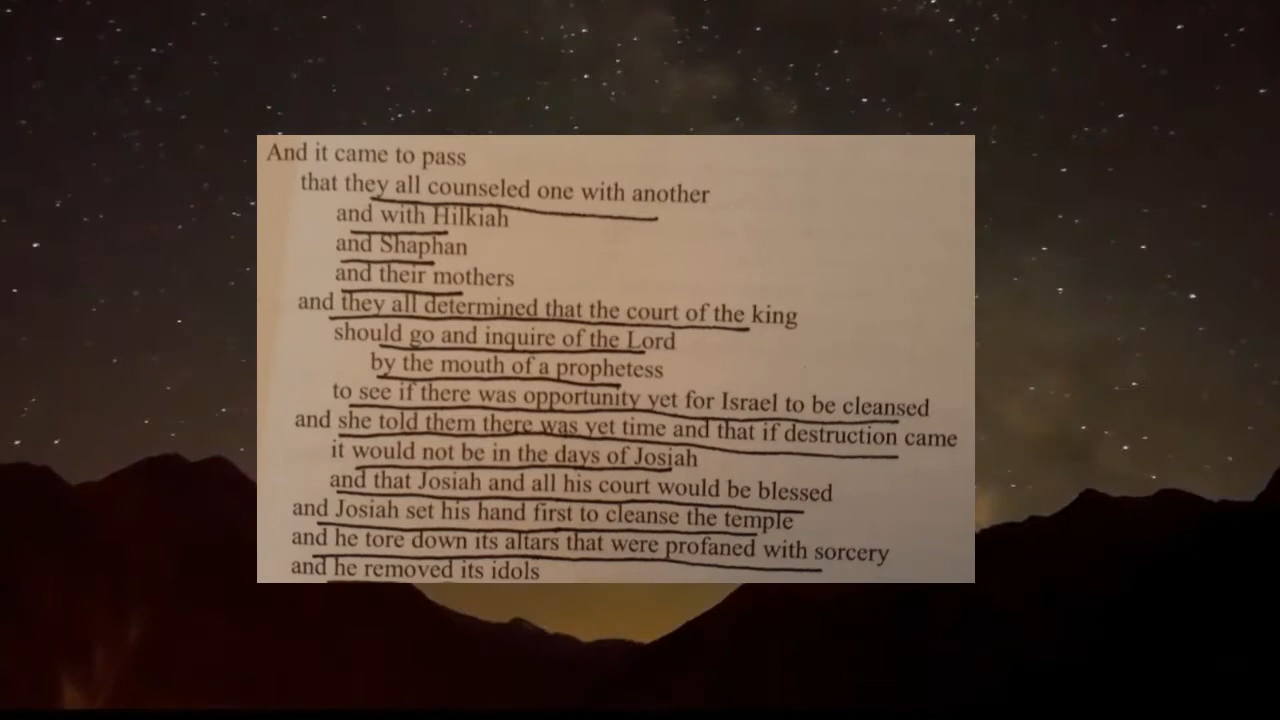 And it came to pass
that they all counseled one with another
and with Hilkiah
and Shaphan
and their mothers
and they all determined that the court of the king
should go and inquire of the Lord
by the mouth of a prophetess
to see if there was opportunity yet for Israel to be cleansed
and she told them there was yet time and that if destruction came
it would not be in the days of Josiah
and that Josiah and all his court would be blessed
and Josiah set his hand first to cleanse the temple
and he tore down its altars that were profaned with sorcery
and he removed its idols